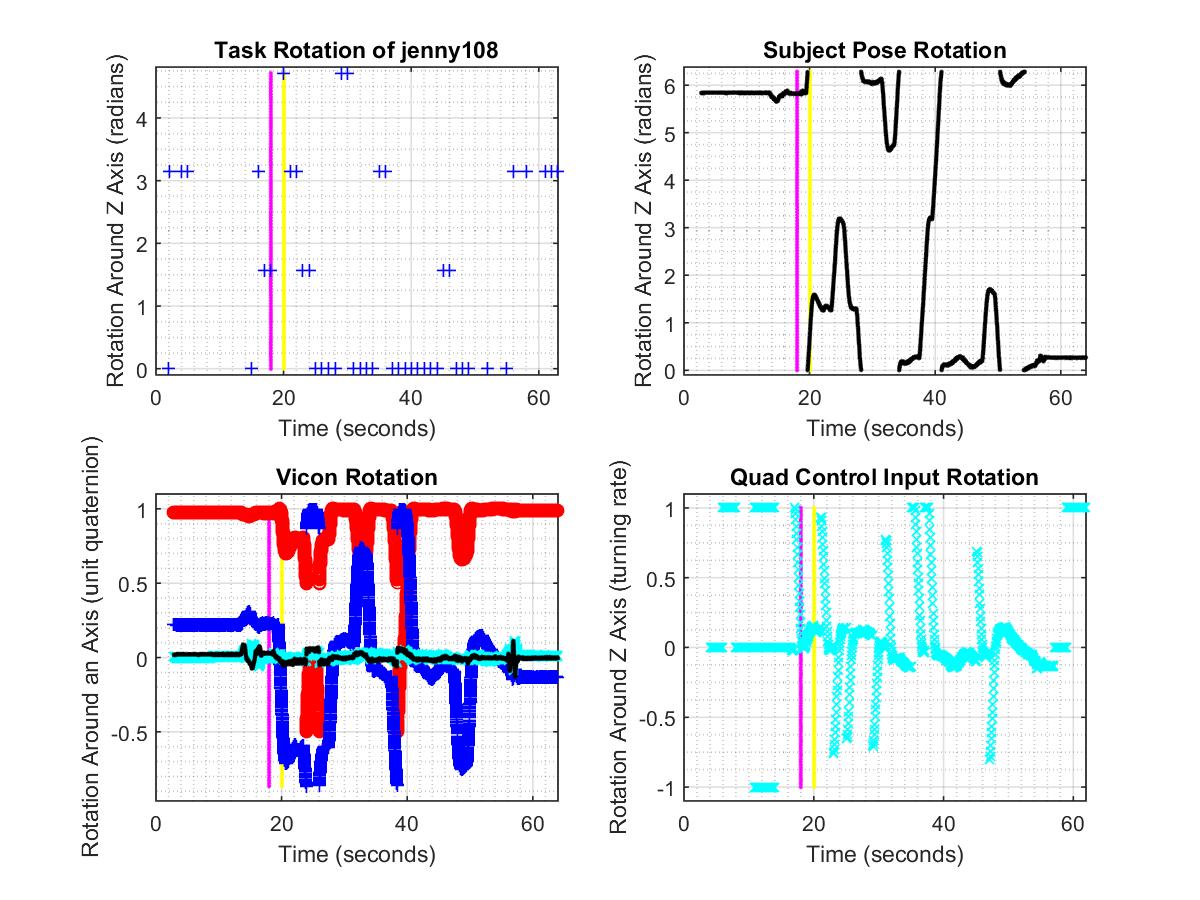 Task Rotation of jenny108
Rotation Around Z Axis (radians)
4
3
2
1
0
0 20 40 60
Time (seconds)
Subject Pose Rotation
Rotation Around Z Axis (radians)
6
5
4
3
2
1
0
0 20 40 60
Time (seconds)
Vicon Rotation
Rotation Around an Axis (unit quaternion)
1
0.5
0
-0.5
0 20 40 60
Time (seconds)
Quad Control Input Rotation
Rotation Around Z Axis (turning rate)
1
0.5
0
-0.5
-1
0 20 40 60
Time (seconds)